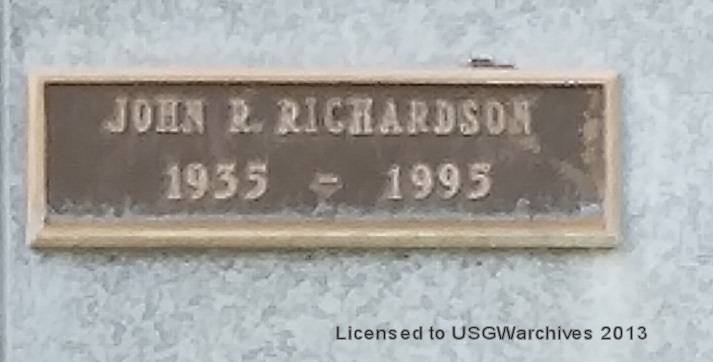 JOHN R. RICHARDSON
1935 - 1995
Licensed to USGWarchives 2013